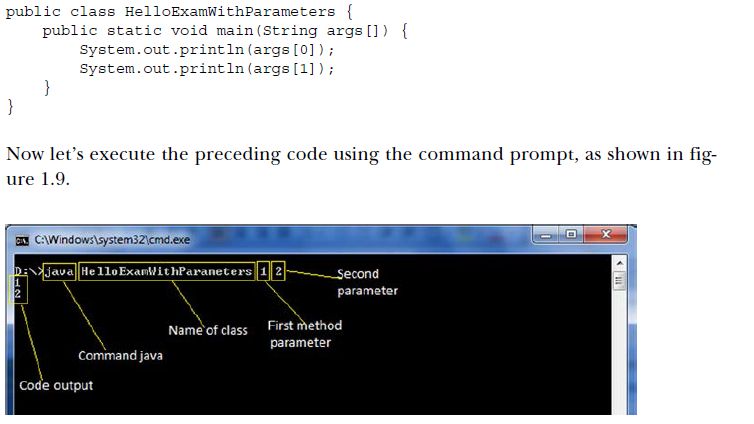 public class HelloExamWithParameters {
    public static void main(String args[]) {
        System.out.println(args[0]);
        System.out.println(args[1]);
    }
}
Now let's execute the preceding code using the command prompt, as shown in fig-
ure 1.9.
C:\Windows\system32\cmd.exe
D:\>java HelloExamWithParameters 1 2
1
2
Second
parameter
Name of class
First method
parameter
Command java
Code output